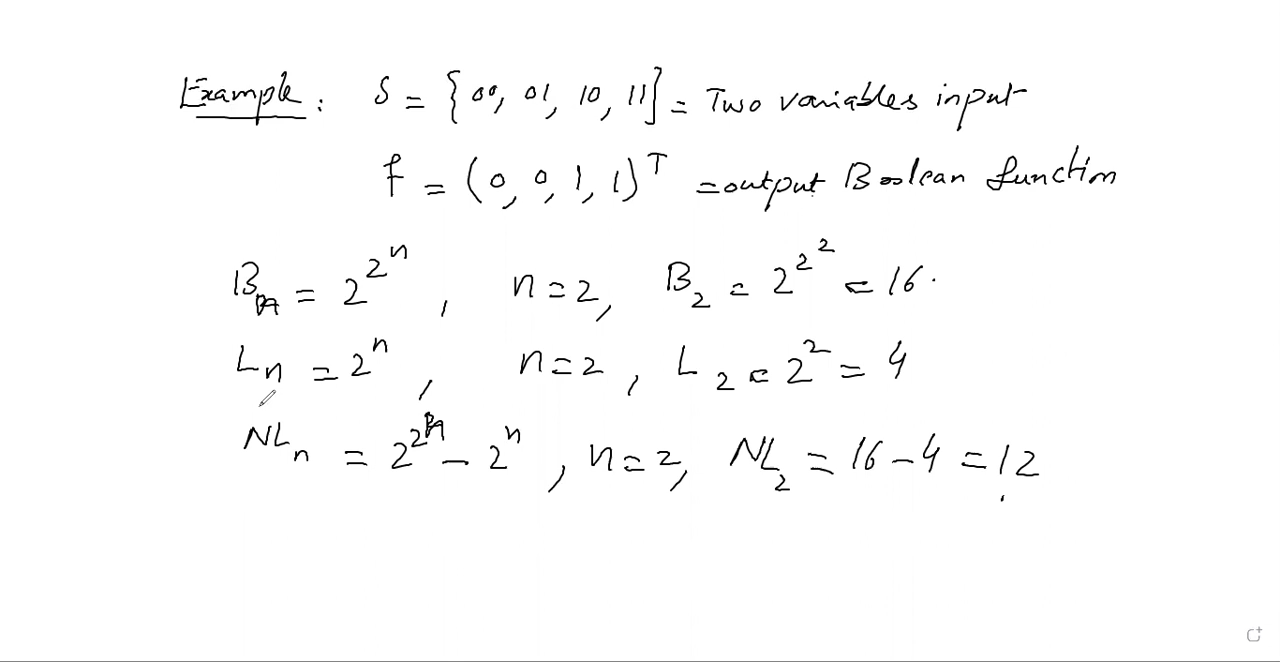 Example: S = {00, 01, 10, 11} = Two variables input
f = (0, 0, 1, 1)^T = output Boolean function
B_n = 2^{2^n}, n = 2, B_2 = 2^{2^2} = 16.
L_n = 2^n, n = 2, L_2 = 2^2 = 4
NL_n = 2^{2^n} - 2^n, n = 2, NL_2 = 16 - 4 = 12